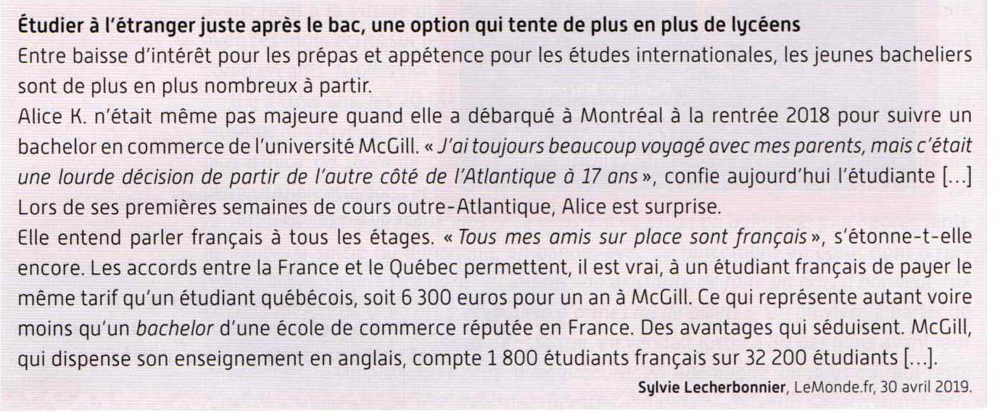 Étudier à l'étranger juste après le bac, une option qui tente de plus en plus de lycéens
Entre baisse d'intérêt pour les prépas et appétence pour les études internationales, les jeunes bacheliers
sont de plus en plus nombreux à partir.
Alice K. n'était même pas majeure quand elle a débarqué à Montréal à la rentrée 2018 pour suivre un
bachelor en commerce de l'université McGill. « J'ai toujours beaucoup voyagé avec mes parents, mais c'était
une lourde décision de partir de l'autre côté de l'Atlantique à 17 ans », confie aujourd'hui l'étudiante [...]
Lors de ses premières semaines de cours outre-Atlantique, Alice est surprise.
Elle entend parler français à tous les étages. « Tous mes amis sur place sont français », s'étonne-t-elle
encore. Les accords entre la France et le Québec permettent, il est vrai, à un étudiant français de payer le
même tarif qu'un étudiant québécois, soit 6 300 euros pour un an à McGill. Ce qui représente autant voire
moins qu'un bachelor d'une école de commerce réputée en France. Des avantages qui séduisent. McGill,
qui dispense son enseignement en anglais, compte 1 800 étudiants français sur 32 200 étudiants [...].
Sylvie Lecherbonnier, LeMonde.fr, 30 avril 2019.